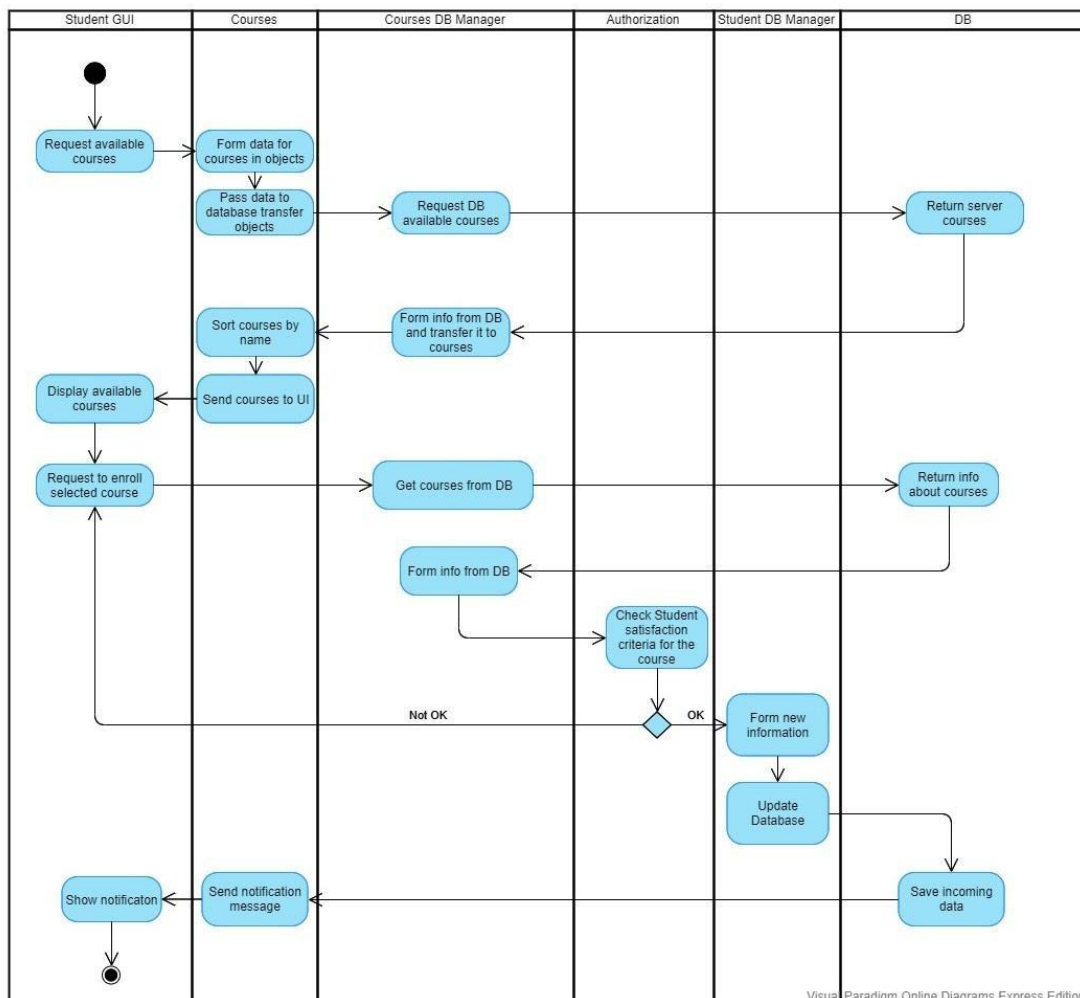 Student GUI
Courses
Courses DB Manager
Authorization
Student DB Manager
DB
Request available
courses
Form data for
courses in objects
Pass data to
database transfer
objects
Request DB
available courses
Return server
courses
Sort courses by
name
Form info from DB
and transfer it to
courses
Display available
courses
Send courses to UI
Request to enroll
selected course
Get courses from DB
Return info
about courses
Form info from DB
Check Student
satisfaction
criteria for the
course
Not OK
OK
Form new
information
Update
Database
Show notificaton
Send notification
message
Save incoming
data
Visual Paradigm Online Diagrams Express Edition